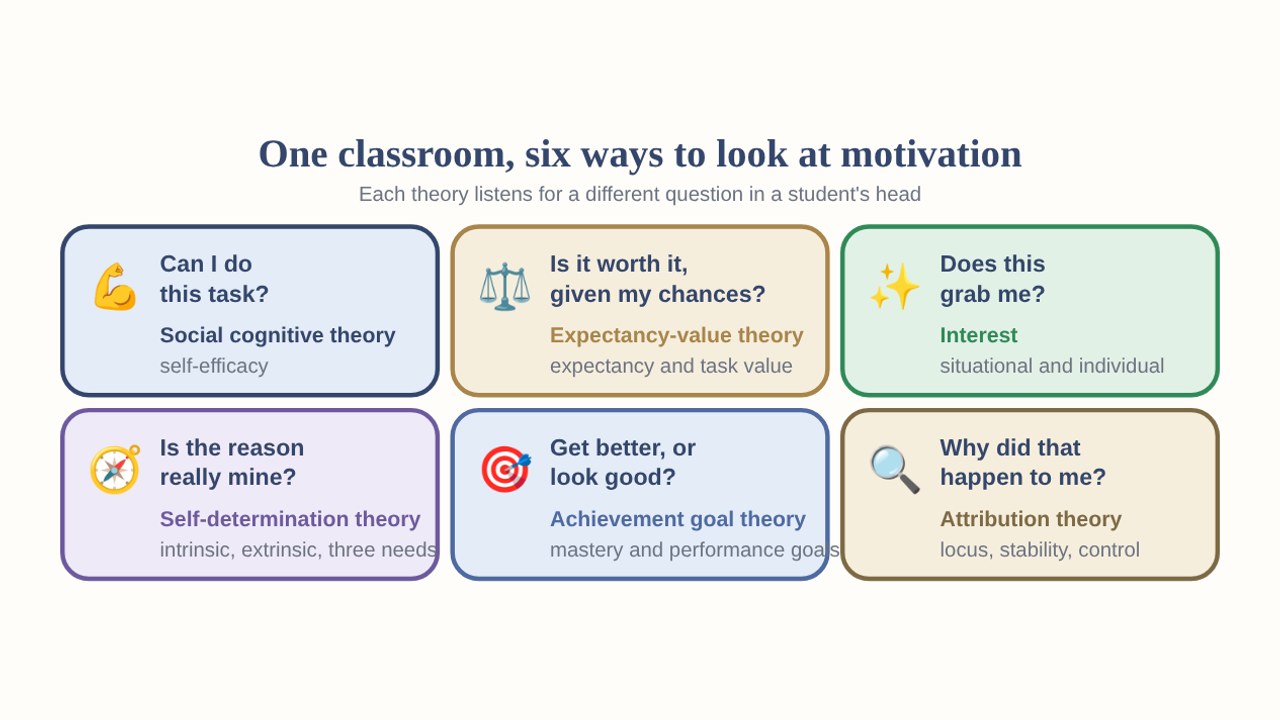 One classroom, six ways to look at motivation
Each theory listens for a different question in a student's head
Can I do
this task?
Social cognitive theory
self-efficacy
Is it worth it,
given my chances?
Expectancy-value theory
expectancy and task value
Does this
grab me?
Interest
situational and individual
Is the reason
really mine?
Self-determination theory
intrinsic, extrinsic, three needs
Get better, or
look good?
Achievement goal theory
mastery and performance goals
Why did that
happen to me?
Attribution theory
locus, stability, control